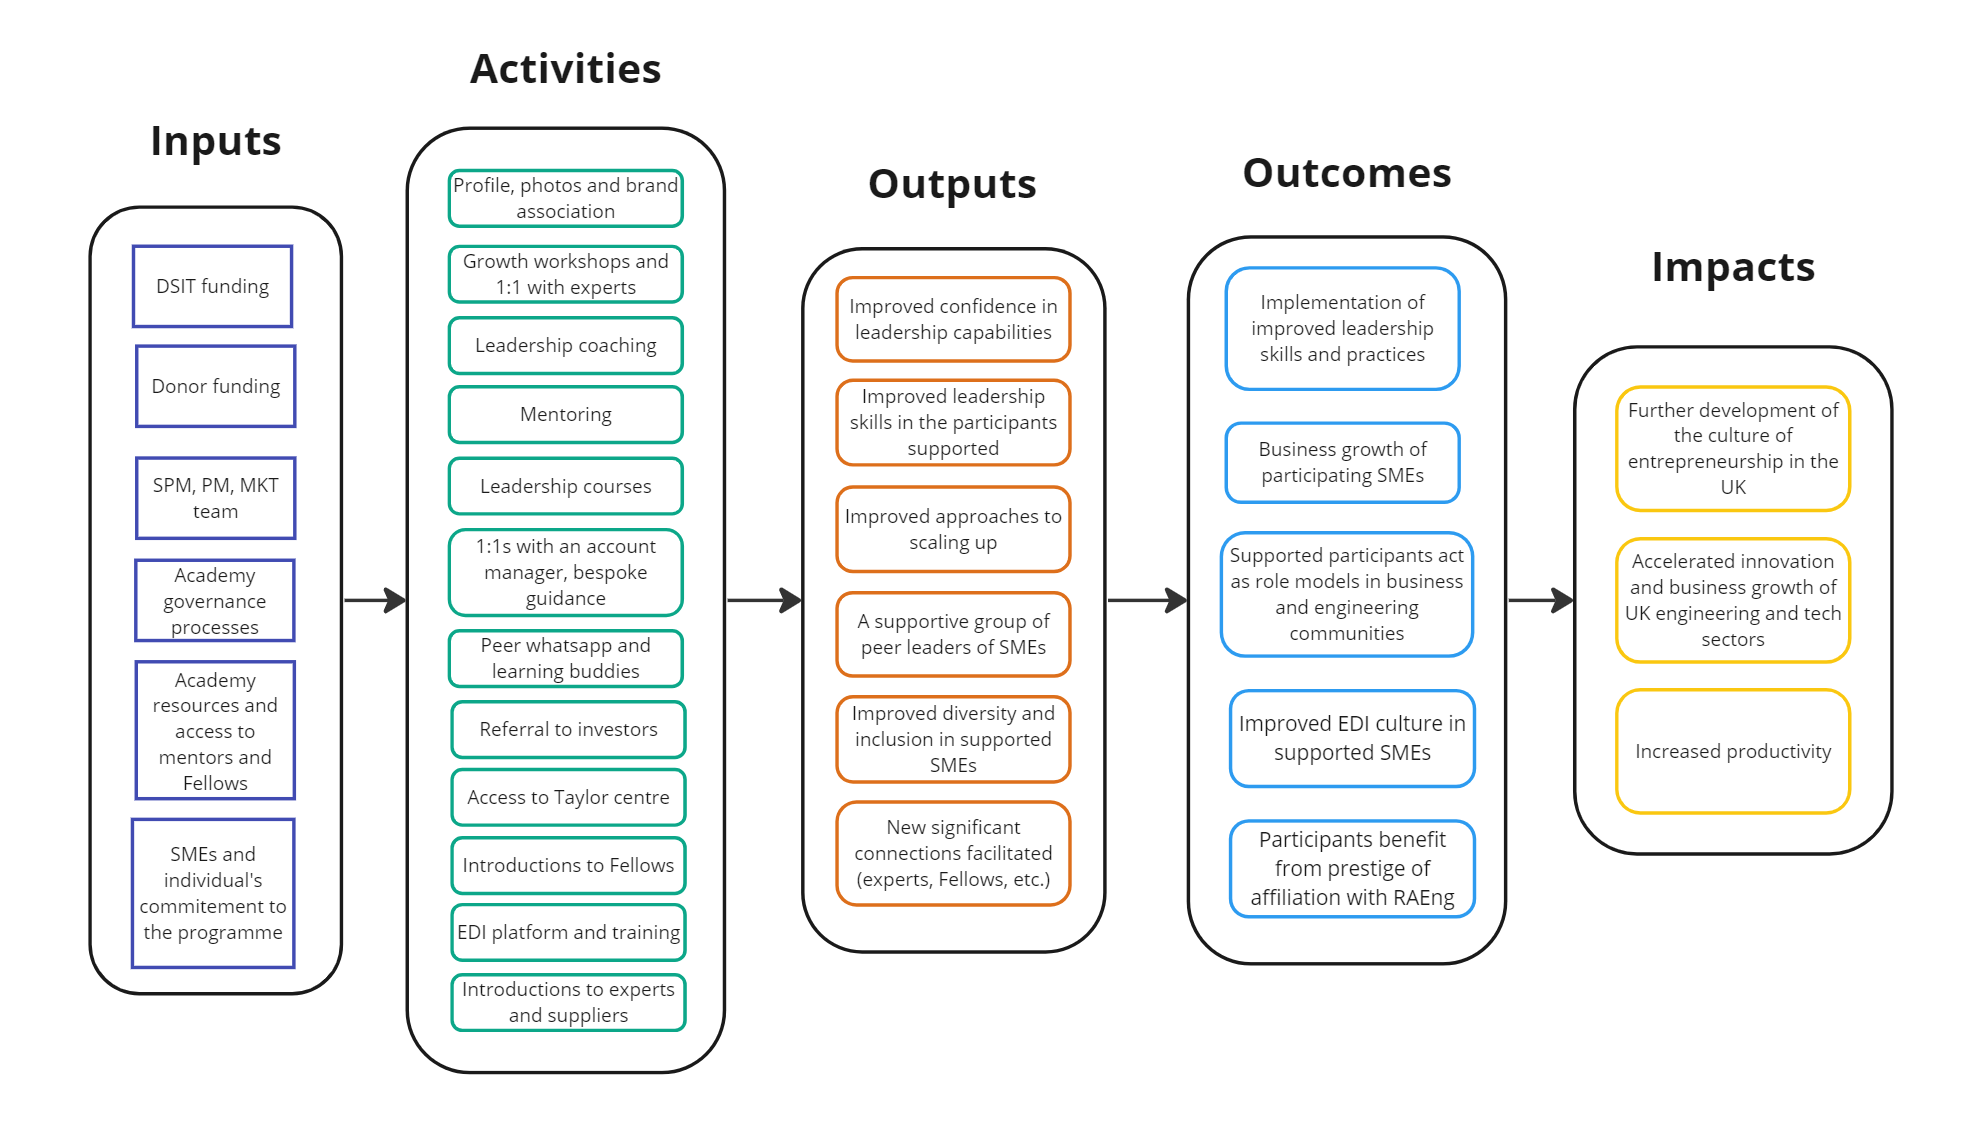 Inputs
DSIT funding
Donor funding
SPM, PM, MKT
team
Academy
governance
processes
Academy
resources and
access to
mentors and
Fellows
SMEs and
individual's
commitement to
the programme
Activities
Profile, photos and brand
association
Growth workshops and
1:1 with experts
Leadership coaching
Mentoring
Leadership courses
1:1s with an account
manager, bespoke
guidance
Peer whatsapp and
learning buddies
Referral to investors
Access to Taylor centre
Introductions to Fellows
EDI platform and training
Introductions to experts
and suppliers
Outputs
Improved confidence in
leadership capabilities
Improved leadership
skills in the participants
supported
Improved approaches to
scaling up
A supportive group of
peer leaders of SMEs
Improved diversity and
inclusion in supported
SMEs
New significant
connections facilitated
(experts, Fellows, etc.)
Outcomes
Implementation of
improved leadership
skills and practices
Business growth of
participating SMEs
Supported participants act
as role models in business
and engineering
communities
Improved EDI culture in
supported SMEs
Participants benefit
from prestige of
affiliation with RAEng
Impacts
Further development of
the culture of
entrepreneurship in the
UK
Accelerated innovation
and business growth of
UK engineering and tech
sectors
Increased productivity